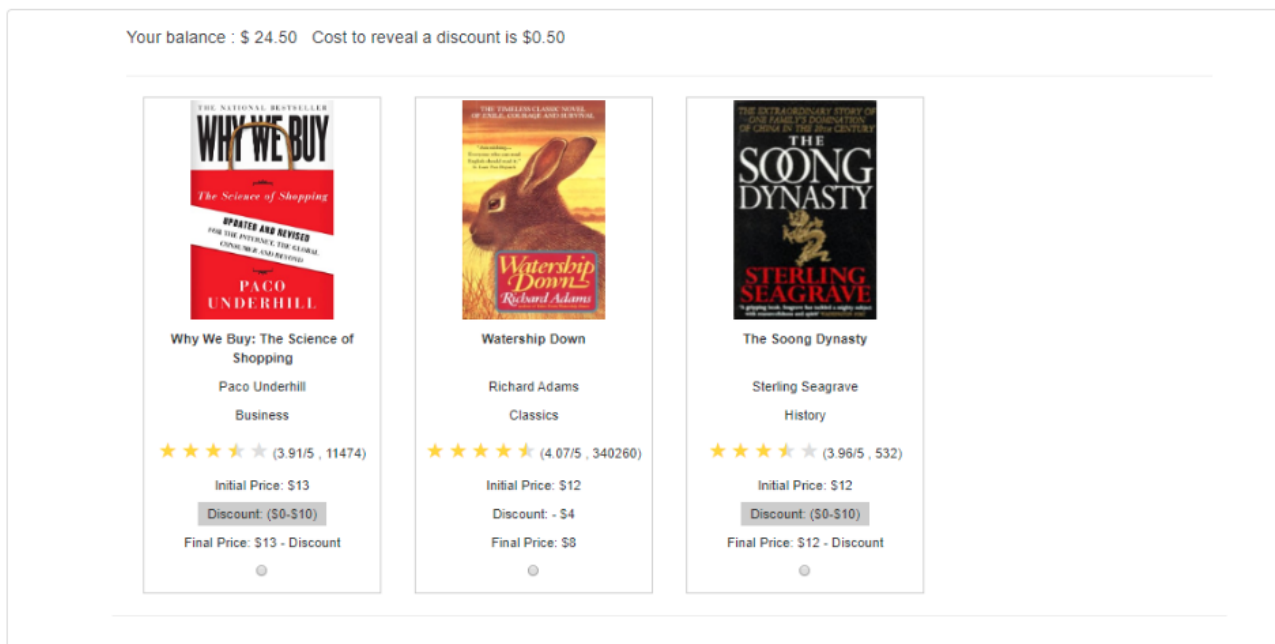 Your balance : $ 24.50 Cost to reveal a discount is $0.50
THE NATIONAL BESTSELLER
WHY WE BUY
The Science of Shopping
UPDATED AND REVISED
FOR THE INTERNET, THE GLOBAL
CONSUMER AND BEYOND
PACO
UNDERHILL
Why We Buy: The Science of
Shopping
Paco Underhill
Business
(3.91/5 , 11474)
Initial Price: $13
Discount: ($0-$10)
Final Price: $13 - Discount
THE TIMELESS CLASSIC NOVEL
OF EXILE, COURAGE AND SURVIVAL
Watership
Down
Richard Adams
Watership Down
Richard Adams
Classics
(4.07/5 , 340260)
Initial Price: $12
Discount: - $4
Final Price: $8
THE EXTRAORDINARY STORY OF
ONE FAMILY'S DOMINATION
OF CHINA IN THE 20TH CENTURY
THE
SOONG
DYNASTY
STERLING
SEAGRAVE
The Soong Dynasty
Sterling Seagrave
History
(3.96/5 , 532)
Initial Price: $12
Discount: ($0-$10)
Final Price: $12 - Discount